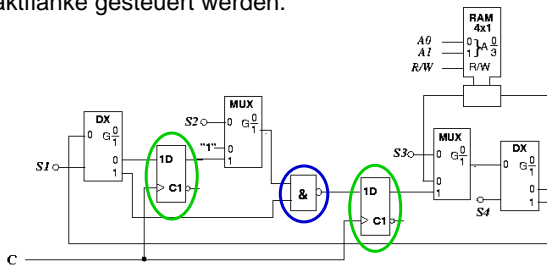 aktflanke gesteuert werden.
RAM
4x1
A0 0
A1 1 } A 0/3
R/W R/W
DX
0 G 0/1
S1
0
1
1D
C1
MUX
S2 G 0/1
"1" 0
1
&
1D
C1
MUX
S3 G 0/1
0
1
DX
0 G 0/1
S4
0
1
C